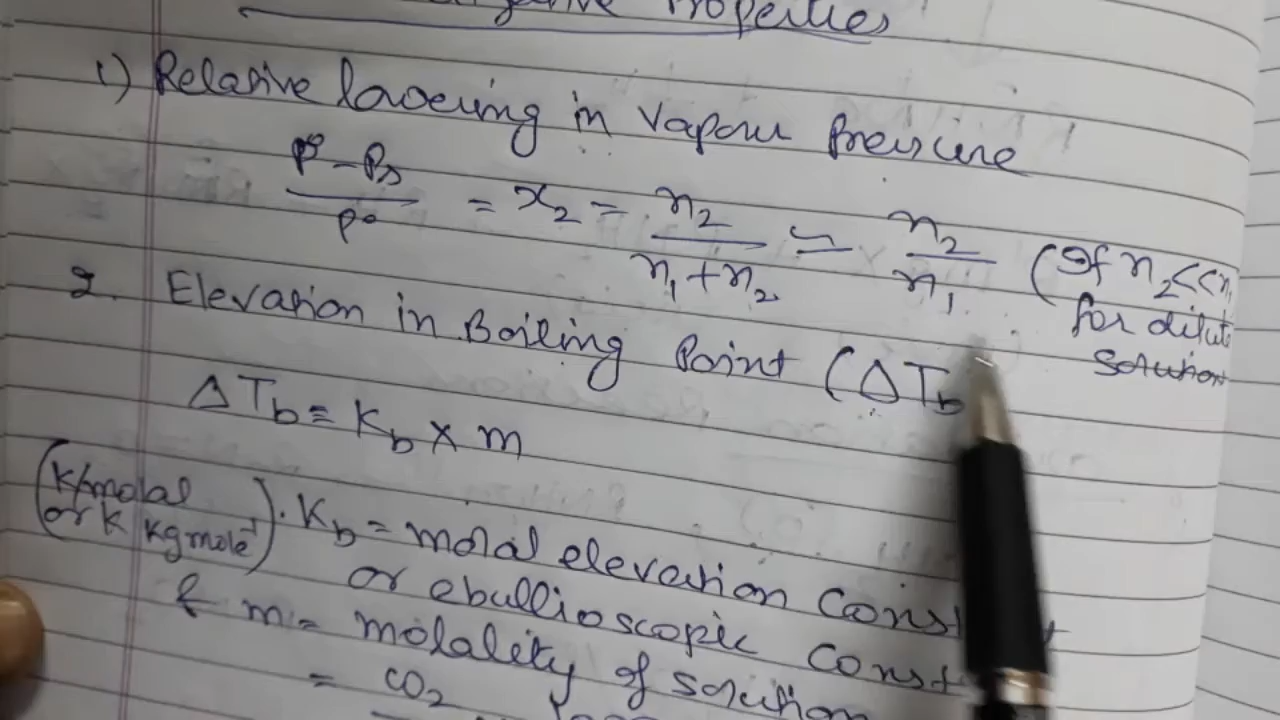 Properties
1) Relative lowering in Vapour Pressure
P° - Ps / P° = x₂ = n₂ / n₁ + n₂ ≃ n₂ / n₁ (If n₂ << n₁ for dilute solution
2. Elevation in Boiling Point (ΔTb
ΔTb = Kb × m
(K/molal or K Kg mole⁻¹) . Kb = molal elevation
or ebullioscopic
& m = molality of solution
= ω₂